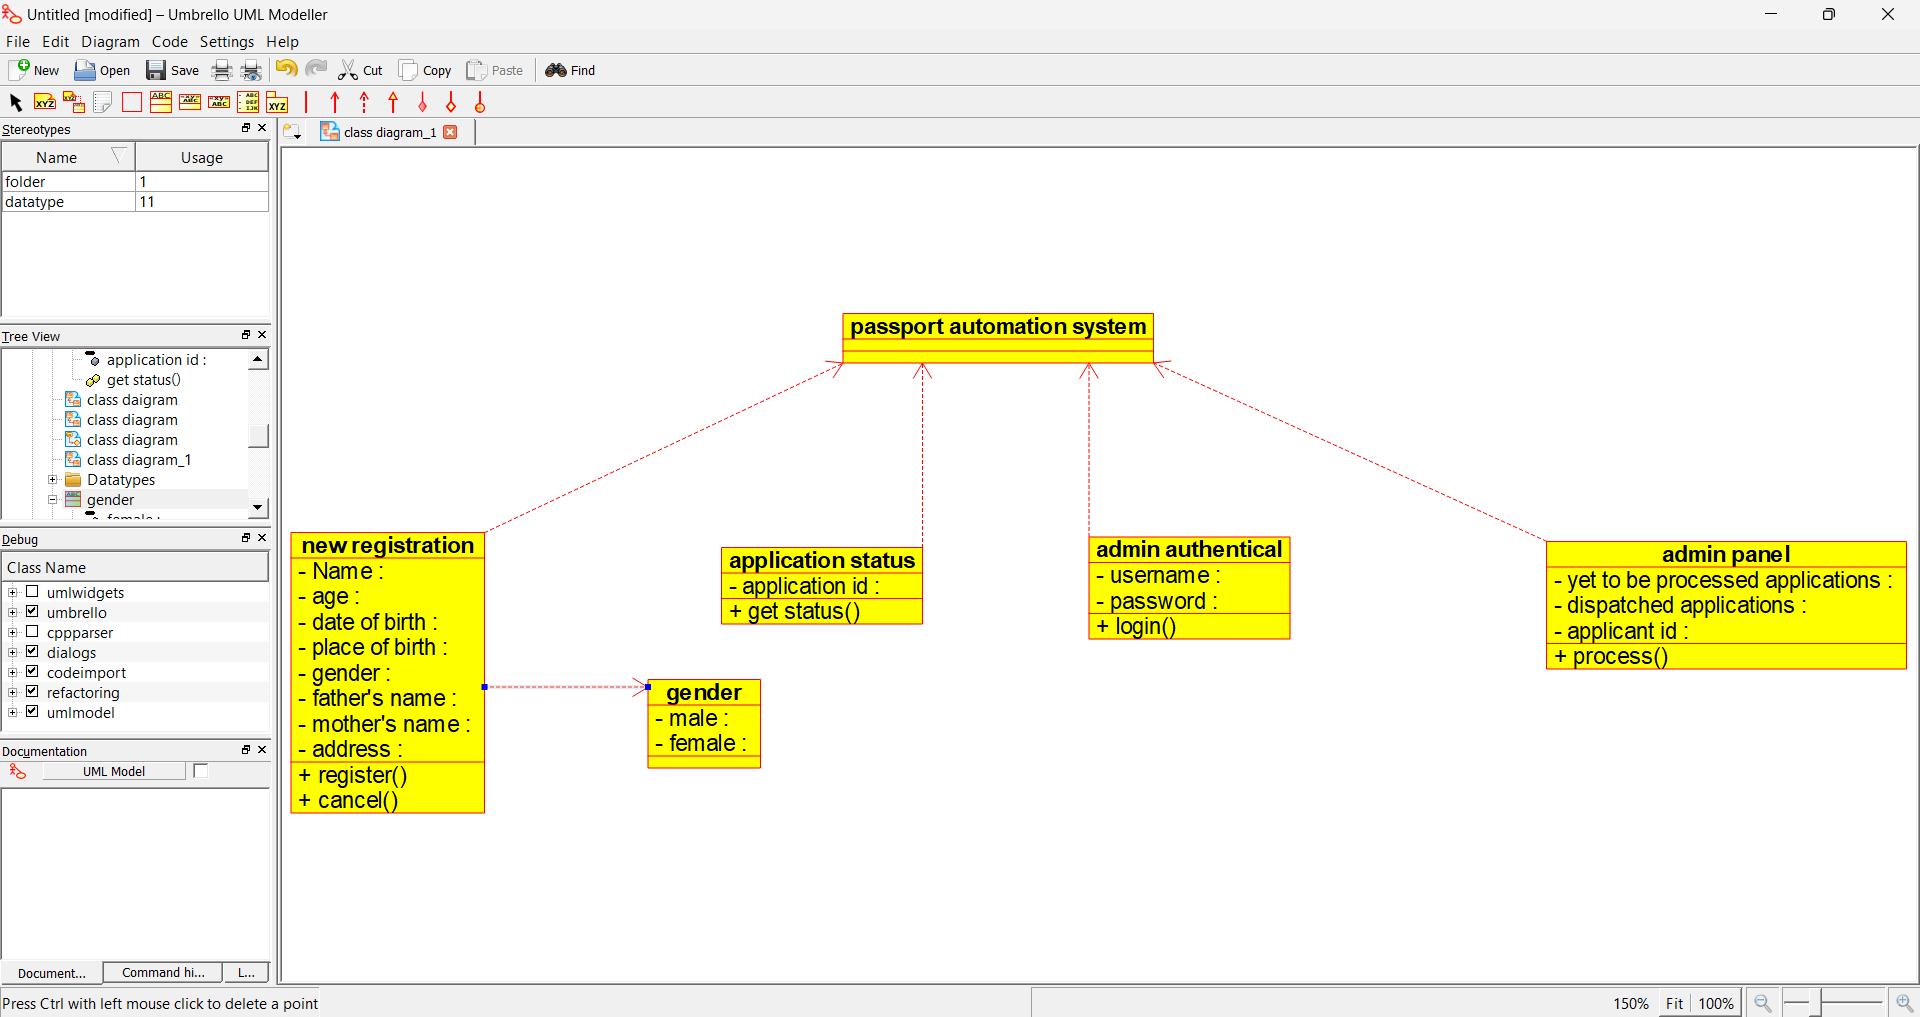 Untitled [modified] – Umbrello UML Modeller
File Edit Diagram Code Settings Help
New Open Save Cut Copy Paste Find
Stereotypes
class diagram_1
Name Usage
folder 1
datatype 11
Tree View
application id :
get status()
class daigram
class diagram
class diagram
class diagram_1
Datatypes
gender
Debug
Class Name
umlwidgets
umbrello
cppparser
dialogs
codeimport
refactoring
umlmodel
Documentation
UML Model
Document... Command hi... L...
passport automation system
new registration
- Name :
- age :
- date of birth :
- place of birth :
- gender :
- father's name :
- mother's name :
- address :
+ register()
+ cancel()
application status
- application id :
+ get status()
gender
- male :
- female :
admin authentical
- username :
- password :
+ login()
admin panel
- yet to be processed applications :
- dispatched applications :
- applicant id :
+ process()
Press Ctrl with left mouse click to delete a point
150% Fit 100%